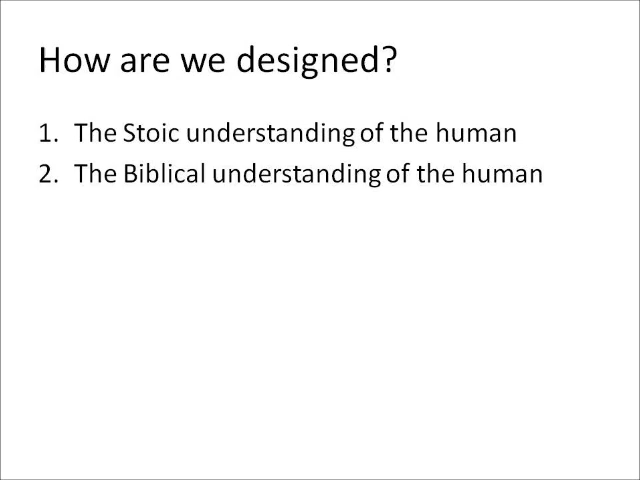 How are we designed?
1. The Stoic understanding of the human
2. The Biblical understanding of the human